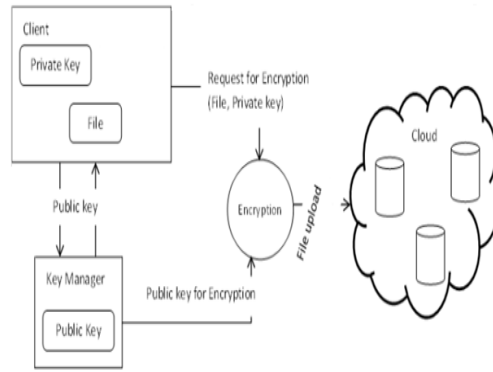 Client
Private Key
File
Request for Encryption
(File, Private key)
Cloud
Public key
Encryption
File upload
Key Manager
Public Key
Public key for Encryption